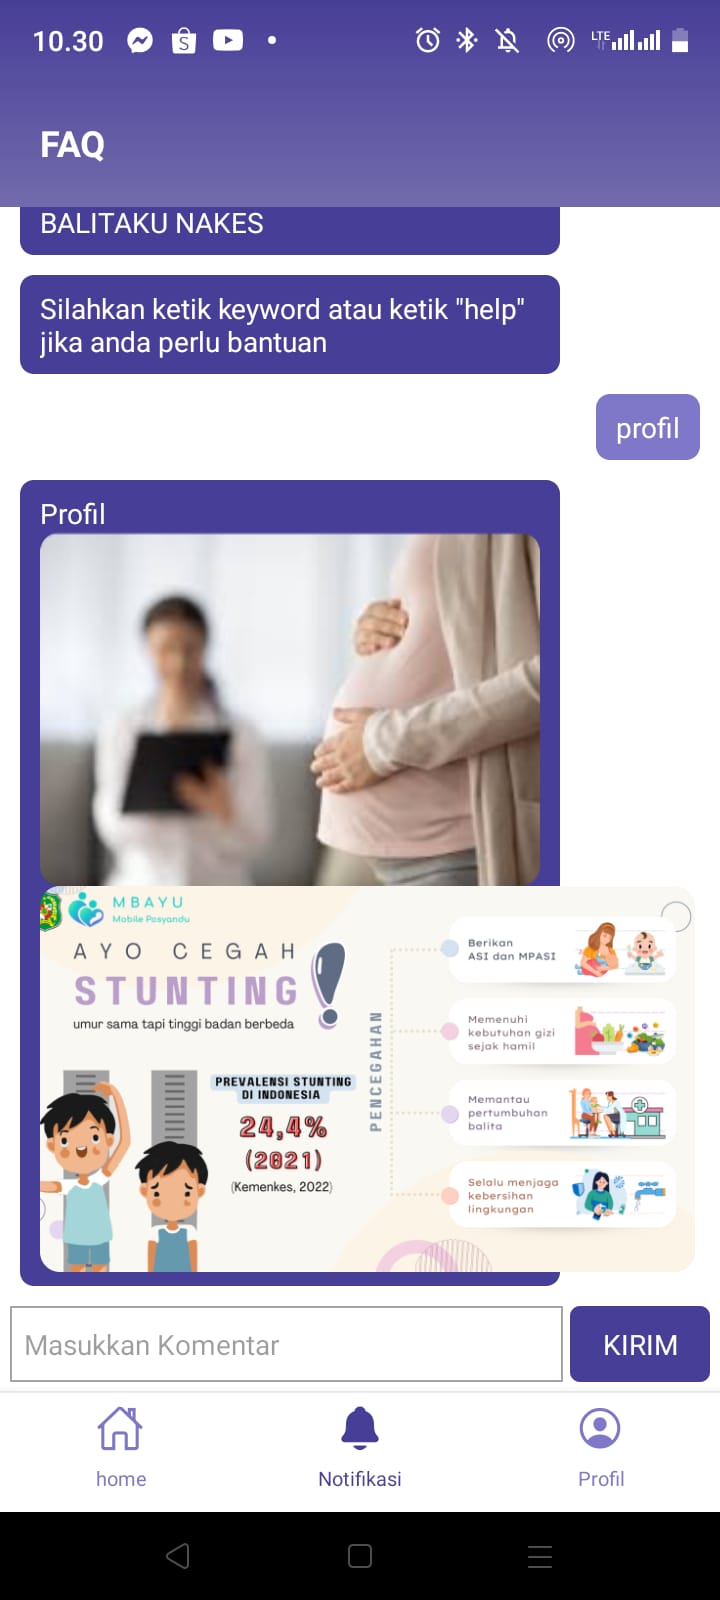 10.30
LTE
FAQ
BALITAKU NAKES
Silahkan ketik keyword atau ketik "help"
jika anda perlu bantuan
profil
Profil
MBAYU
Mobile Posyandu
AYO CEGAH
STUNTING!
umur sama tapi tinggi badan berbeda
PREVALENSI STUNTING
DI INDONESIA
24,4%
(2021)
(Kemenkes, 2022)
PENCEGAHAN
Berikan
ASI dan MPASI
Memenuhi
kebutuhan gizi
sejak hamil
Memantau
pertumbuhan
balita
Selalu menjaga
kebersihan
lingkungan
Masukkan Komentar
KIRIM
home
Notifikasi
Profil